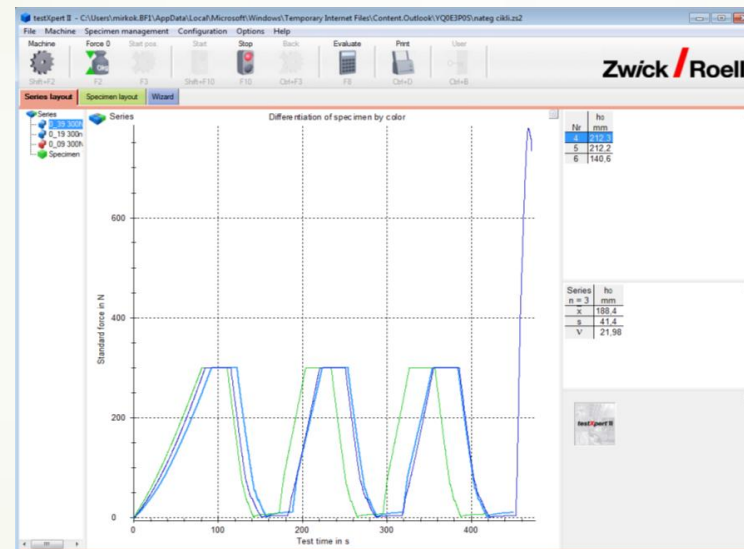 testXpert II - C:\Users\mirkok.BF1\AppData\Local\Microsoft\Windows\Temporary Internet Files\Content.Outlook\YQ0E3P0S\nateg cikli.zs2
File Machine Specimen management Configuration Options Help
Machine Force 0 Start pos. Start Stop Back Evaluate Print User
Shift+F2 F2 F3 Shift+F10 F10 Ctrl+F3 F8 Ctrl+D Ctrl+B
Zwick / Roell
Series layout Specimen layout Wizard
Series
0_39 300N
0_19 300n
0_09 300N
Specimen
Series
Differentiation of specimen by color
Standard force in N
600
400
200
0
0 100 200 300 400
Test time in s
ho
Nr mm
4 212,3
5 212,2
6 140,6
Series ho
n = 3 mm
x 188,4
s 41,4
V 21,98
testXpert II